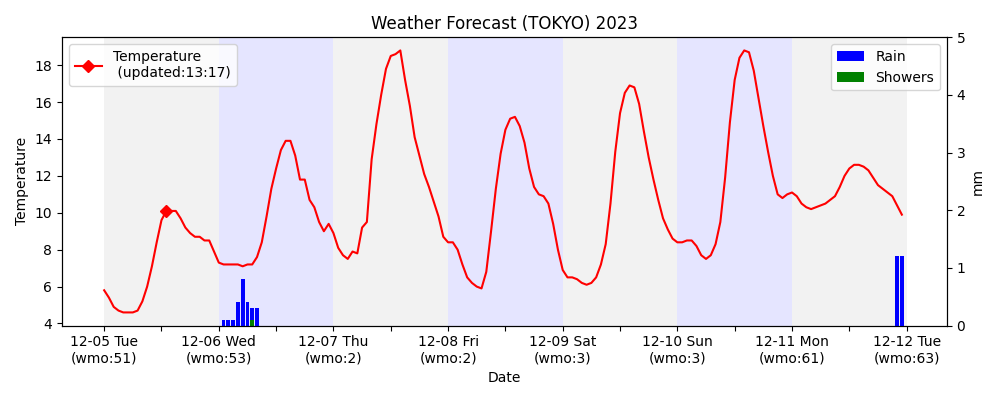 Weather Forecast (TOKYO) 2023
Temperature
(updated:13:17)
Rain
Showers
18
16
14
12
10
8
6
4
Temperature
5
4
3
2
1
0
mm
12-05 Tue
(wmo:51)
12-06 Wed
(wmo:53)
12-07 Thu
(wmo:2)
12-08 Fri
(wmo:2)
12-09 Sat
(wmo:3)
12-10 Sun
(wmo:3)
12-11 Mon
(wmo:61)
12-12 Tue
(wmo:63)
Date